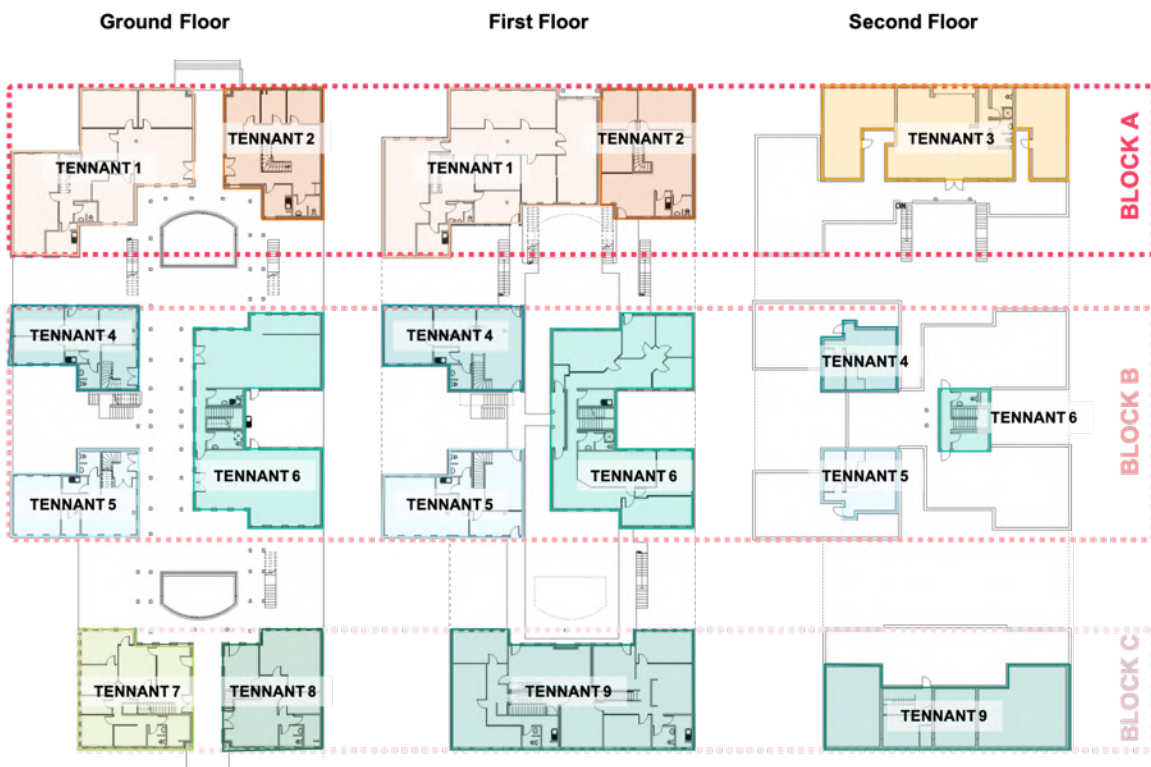 Ground Floor
First Floor
Second Floor
BLOCK A
TENNANT 1
TENNANT 2
TENNANT 1
TENNANT 2
TENNANT 3
BLOCK B
TENNANT 4
TENNANT 6
TENNANT 5
TENNANT 4
TENNANT 6
TENNANT 5
TENNANT 4
TENNANT 6
TENNANT 5
BLOCK C
TENNANT 7
TENNANT 8
TENNANT 9
TENNANT 9